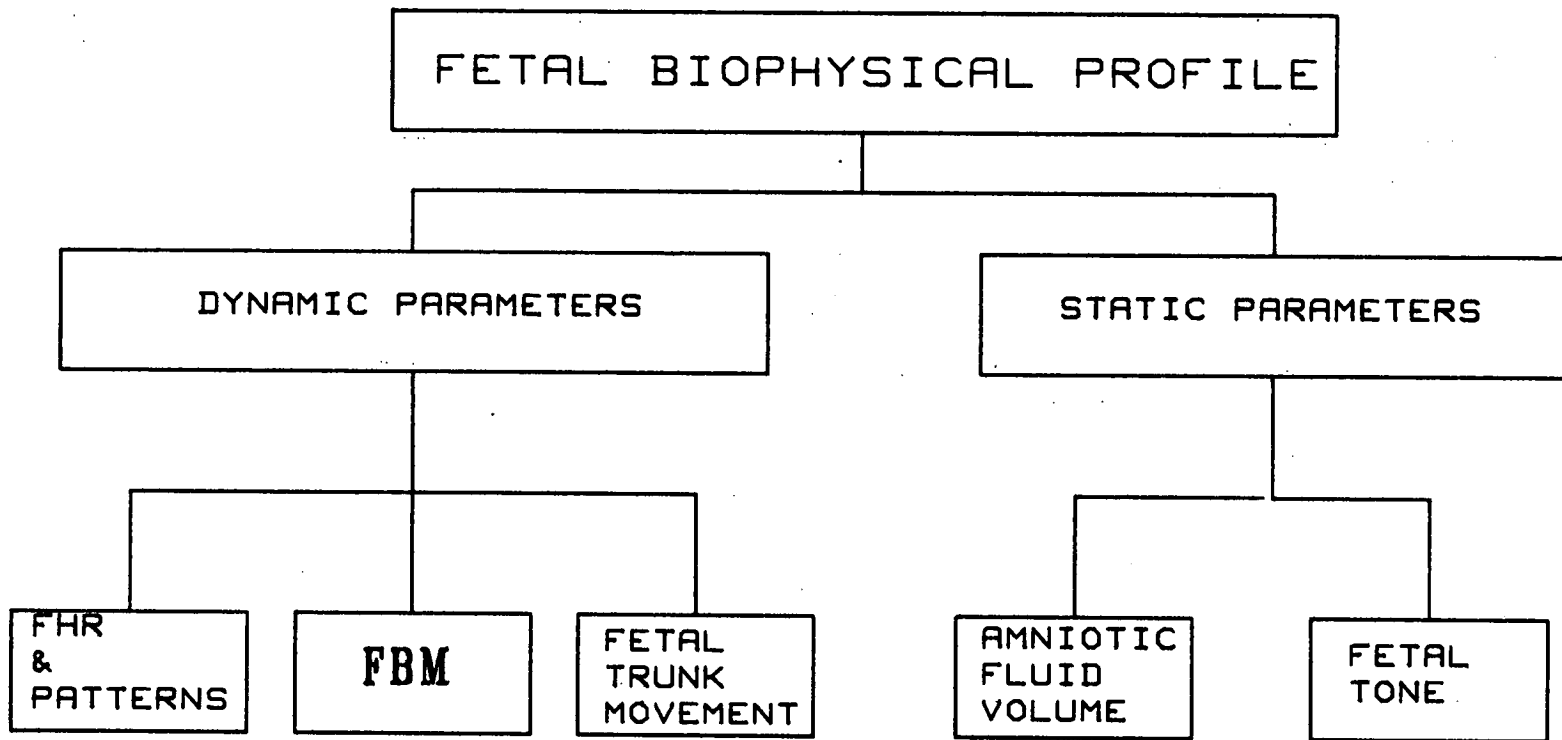 FETAL BIOPHYSICAL PROFILE
DYNAMIC PARAMETERS
STATIC PARAMETERS
FHR
&
PATTERNS
FBM
FETAL
TRUNK
MOVEMENT
AMNIOTIC
FLUID
VOLUME
FETAL
TONE